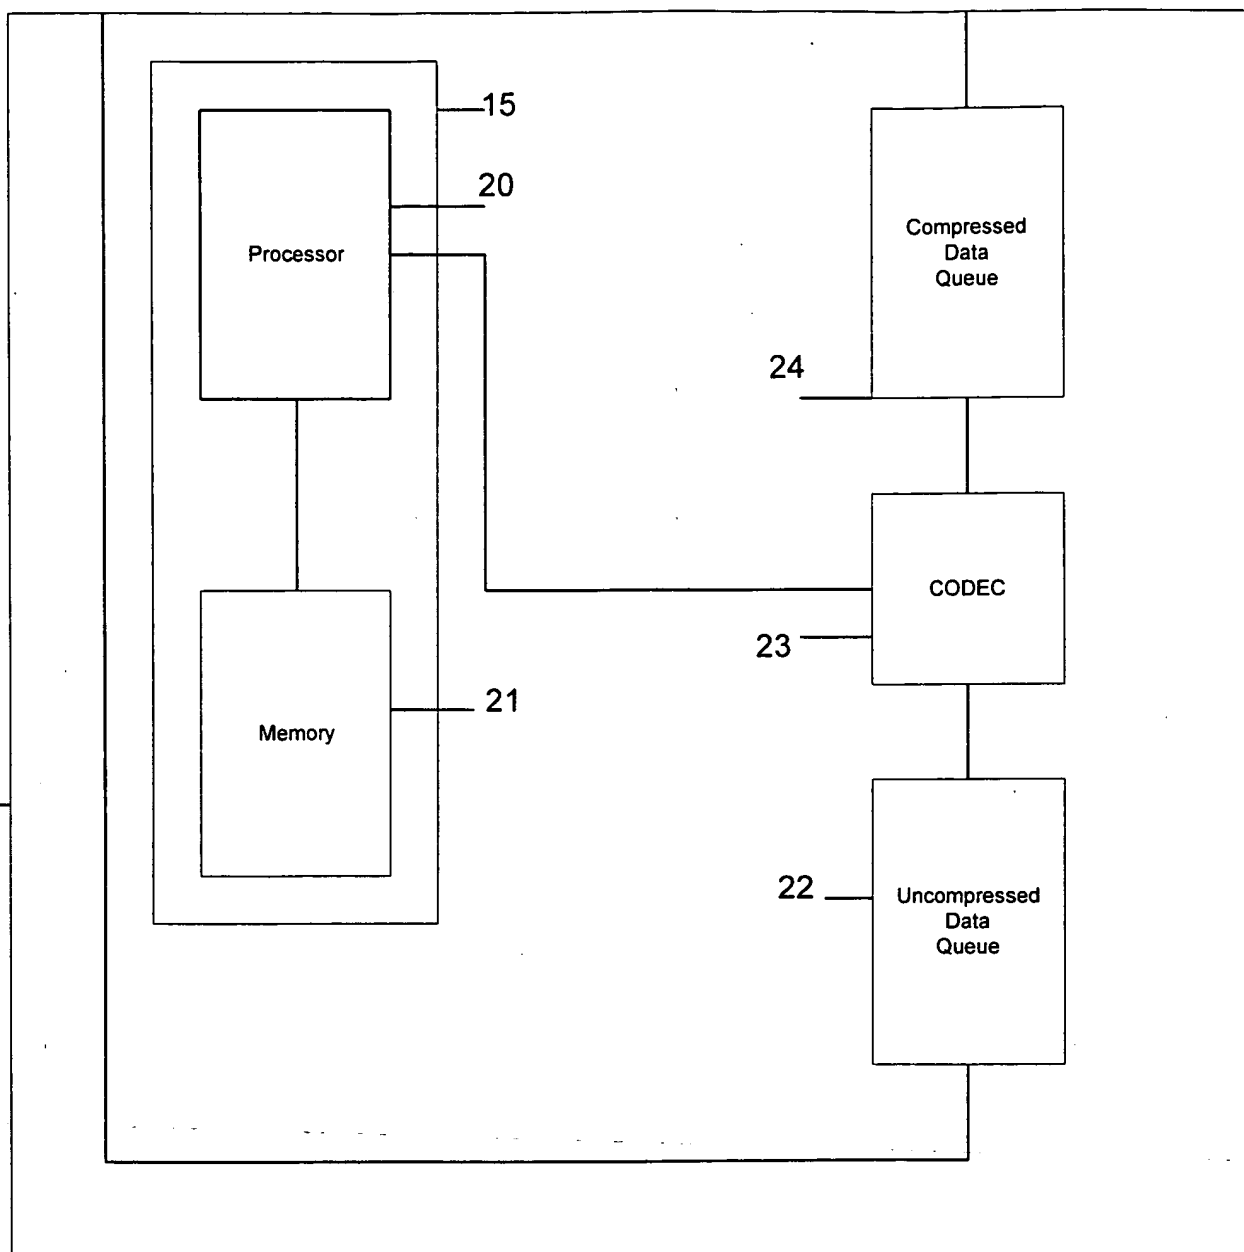 15
20
Processor
Compressed
Data
Queue
24
CODEC
23
21
Memory
22
Uncompressed
Data
Queue